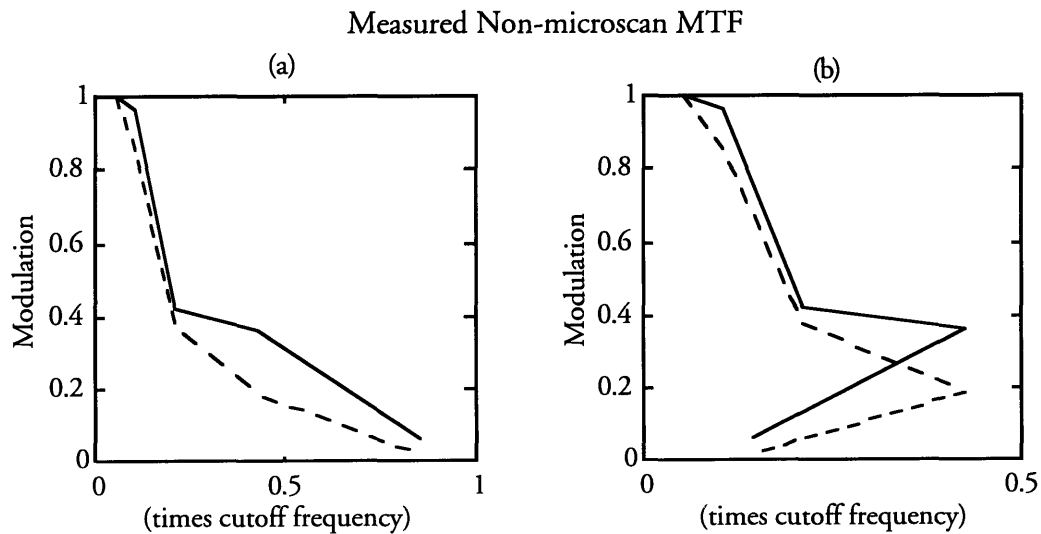 Measured Non-microscan MTF
(a)
1
0.8
0.6
0.4
0.2
0
Modulation
0 0.5 1
(times cutoff frequency)
(b)
1
0.8
0.6
0.4
0.2
0
Modulation
0 0.5
(times cutoff frequency)